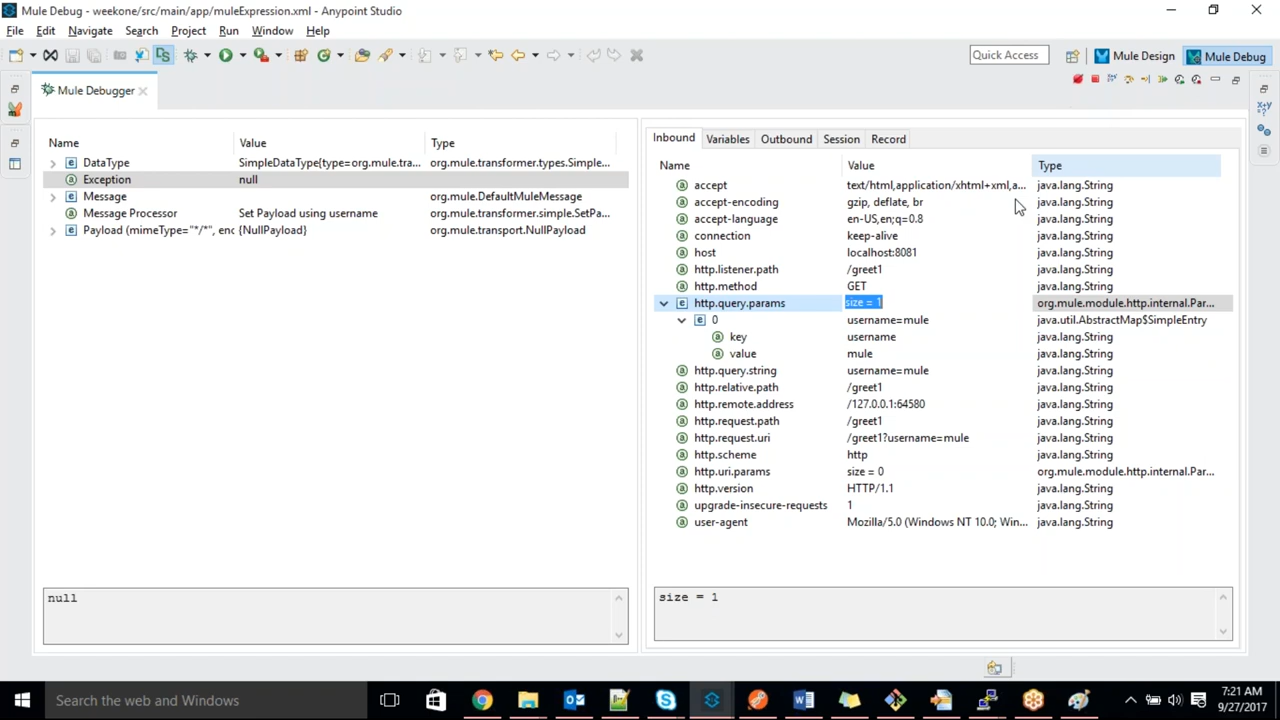 Mule Debug - weekone/src/main/app/muleExpression.xml - Anypoint Studio
File Edit Navigate Search Project Run Window Help
Quick Access Mule Design Mule Debug
Mule Debugger
Name Value Type
DataType SimpleDataType{type=org.mule.tra... org.mule.transformer.types.Simple...
Exception null
Message org.mule.DefaultMuleMessage
Message Processor Set Payload using username org.mule.transformer.simple.SetPa...
Payload (mimeType="*/*", enc {NullPayload} org.mule.transport.NullPayload
null
Inbound Variables Outbound Session Record
Name Value Type
accept text/html,application/xhtml+xml,a... java.lang.String
accept-encoding gzip, deflate, br java.lang.String
accept-language en-US,en;q=0.8 java.lang.String
connection keep-alive java.lang.String
host localhost:8081 java.lang.String
http.listener.path /greet1 java.lang.String
http.method GET java.lang.String
http.query.params size = 1 org.mule.module.http.internal.Par...
0 username=mule java.util.AbstractMap$SimpleEntry
key username java.lang.String
value mule java.lang.String
http.query.string username=mule java.lang.String
http.relative.path /greet1 java.lang.String
http.remote.address /127.0.0.1:64580 java.lang.String
http.request.path /greet1 java.lang.String
http.request.uri /greet1?username=mule java.lang.String
http.scheme http java.lang.String
http.uri.params size = 0 org.mule.module.http.internal.Par...
http.version HTTP/1.1 java.lang.String
upgrade-insecure-requests 1 java.lang.String
user-agent Mozilla/5.0 (Windows NT 10.0; Win... java.lang.String
size = 1
Search the web and Windows
7:21 AM
9/27/2017